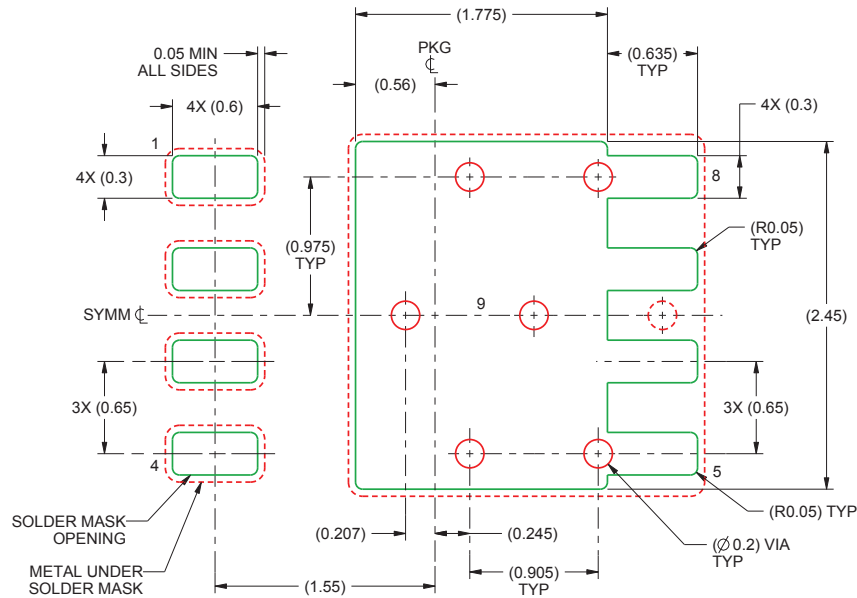 (1.775)
0.05 MIN
ALL SIDES
PKG
℄
(0.635)
TYP
(0.56)
4X (0.6)
4X (0.3)
1
8
4X (0.3)
(R0.05)
TYP
(0.975)
TYP
9
SYMM ℄
(2.45)
3X (0.65)
3X (0.65)
4
5
SOLDER MASK
OPENING
(R0.05) TYP
(0.207)
(0.245)
(Ø 0.2) VIA
TYP
METAL UNDER
SOLDER MASK
(1.55)
(0.905)
TYP